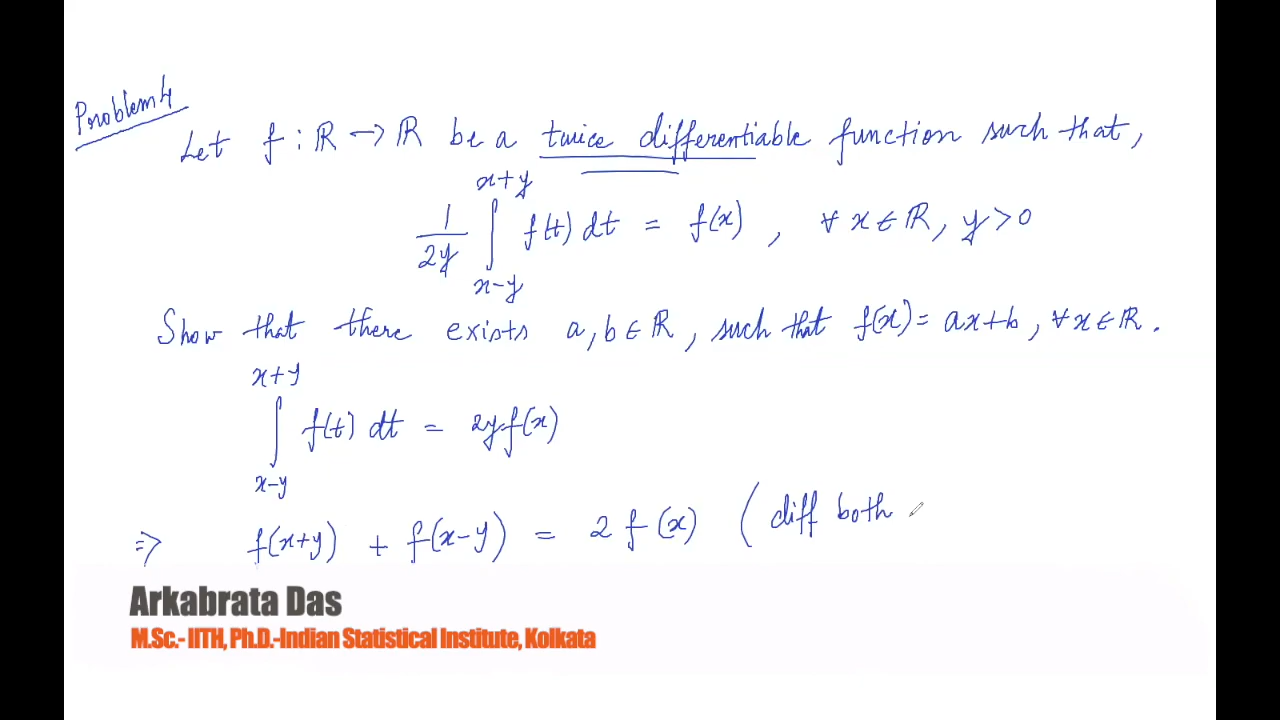 Problem 4
Let f : ℝ → ℝ be a twice differentiable function such that,
1/2y ∫_{x-y}^{x+y} f(t) dt = f(x) , ∀ x ∈ ℝ, y > 0
Show that there exists a, b ∈ ℝ, such that f(x) = ax+b, ∀ x ∈ ℝ.
∫_{x-y}^{x+y} f(t) dt = 2y f(x)
⇒ f(x+y) + f(x-y) = 2 f(x) ( diff both
Arkabrata Das
M.Sc.- IITH, Ph.D.-Indian Statistical Institute, Kolkata